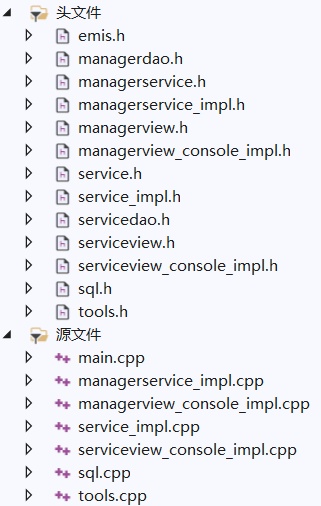 头文件
emis.h
managerdao.h
managerservice.h
managerservice_impl.h
managerview.h
managerview_console_impl.h
service.h
service_impl.h
servicedao.h
serviceview.h
serviceview_console_impl.h
sql.h
tools.h
源文件
main.cpp
managerservice_impl.cpp
managerview_console_impl.cpp
service_impl.cpp
serviceview_console_impl.cpp
sql.cpp
tools.cpp